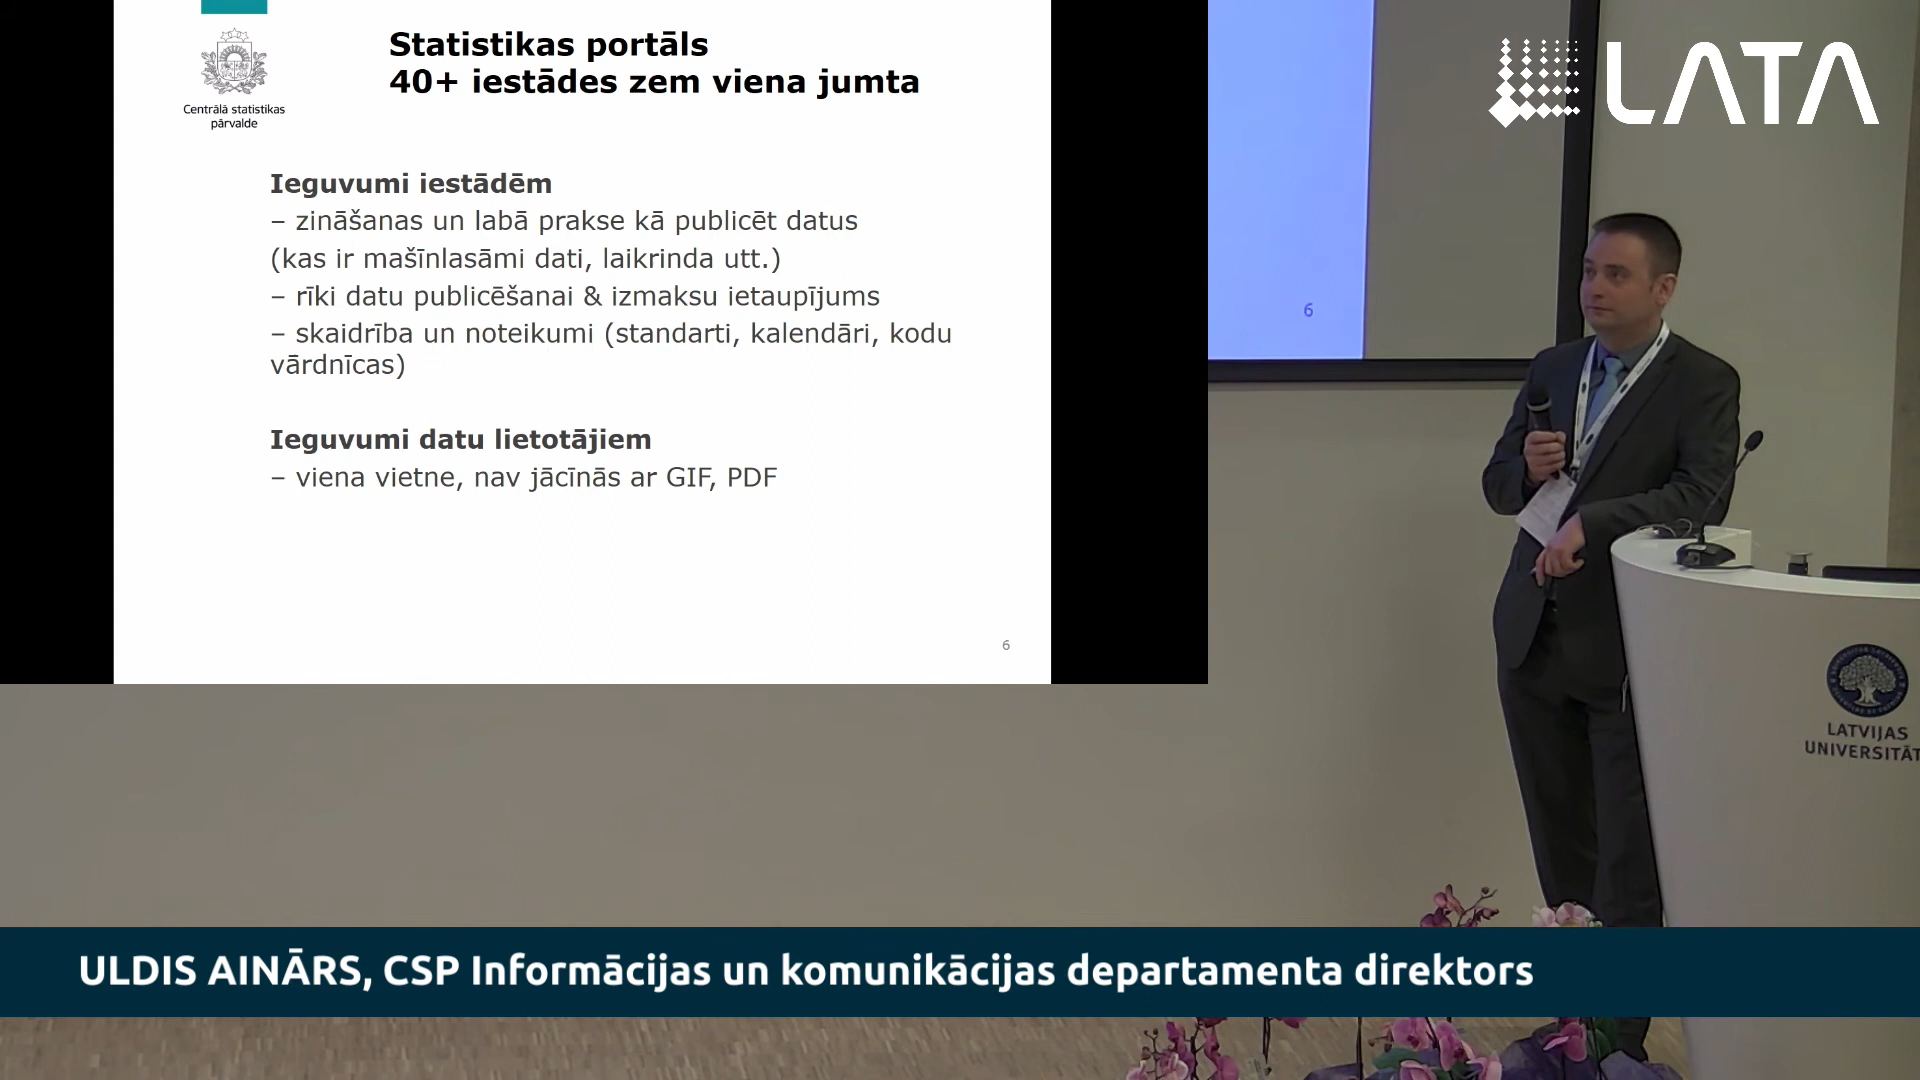 Centrālā statistikas
pārvalde
Statistikas portāls
40+ iestādes zem viena jumta
Ieguvumi iestādēm
– zināšanas un labā prakse kā publicēt datus
(kas ir mašīnlasāmi dati, laikrinda utt.)
– rīki datu publicēšanai & izmaksu ietaupījums
– skaidrība un noteikumi (standarti, kalendāri, kodu
vārdnīcas)
Ieguvumi datu lietotājiem
– viena vietne, nav jācīnās ar GIF, PDF
6
6
LATA
LATVIJAS
UNIVERSITĀT
ULDIS AINĀRS, CSP Informācijas un komunikācijas departamenta direktors